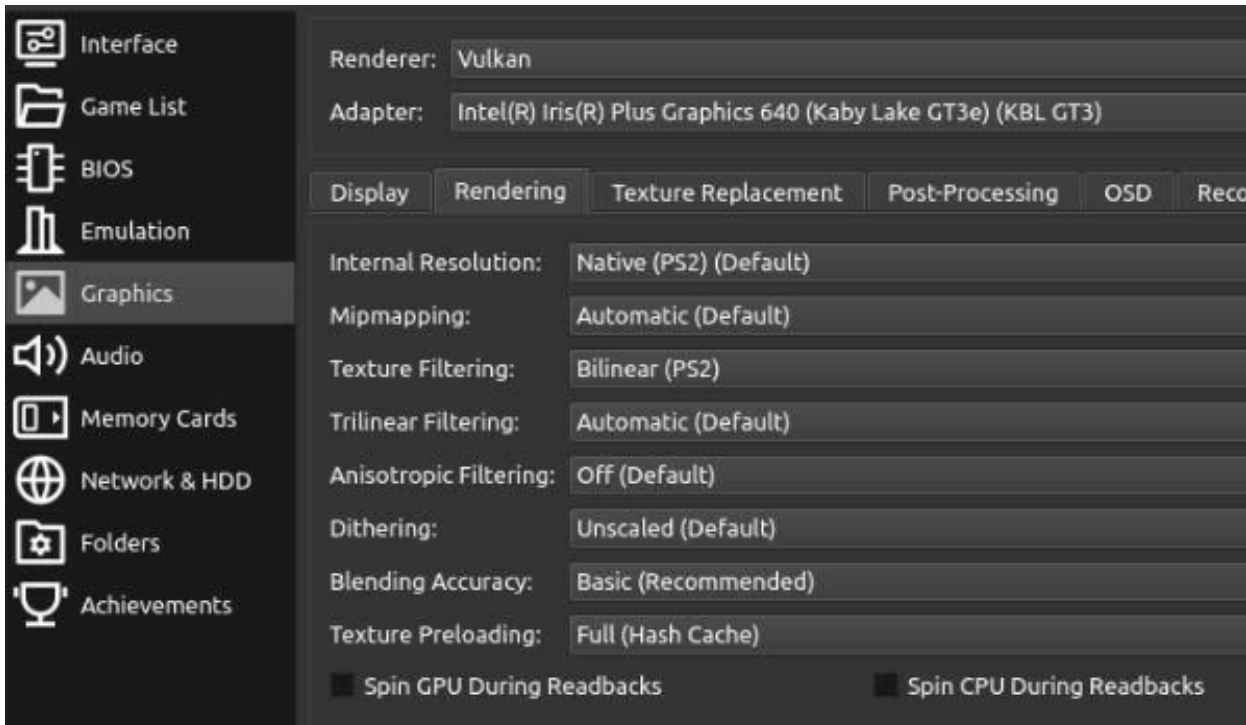 Interface
Game List
BIOS
Emulation
Graphics
Audio
Memory Cards
Network & HDD
Folders
Achievements
Renderer: Vulkan
Adapter: Intel(R) Iris(R) Plus Graphics 640 (Kaby Lake GT3e) (KBL GT3)
Display Rendering Texture Replacement Post-Processing OSD Reco
Internal Resolution: Native (PS2) (Default)
Mipmapping: Automatic (Default)
Texture Filtering: Bilinear (PS2)
Trilinear Filtering: Automatic (Default)
Anisotropic Filtering: Off (Default)
Dithering: Unscaled (Default)
Blending Accuracy: Basic (Recommended)
Texture Preloading: Full (Hash Cache)
Spin GPU During Readbacks Spin CPU During Readbacks